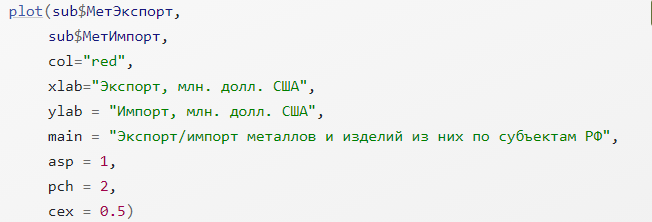 plot(sub$МетЭкспорт,
sub$МетИмпорт,
col="red",
xlab="Экспорт, млн. долл. США",
ylab = "Импорт, млн. долл. США",
main = "Экспорт/импорт металлов и изделий из них по субъектам РФ",
asp = 1,
pch = 2,
cex = 0.5)